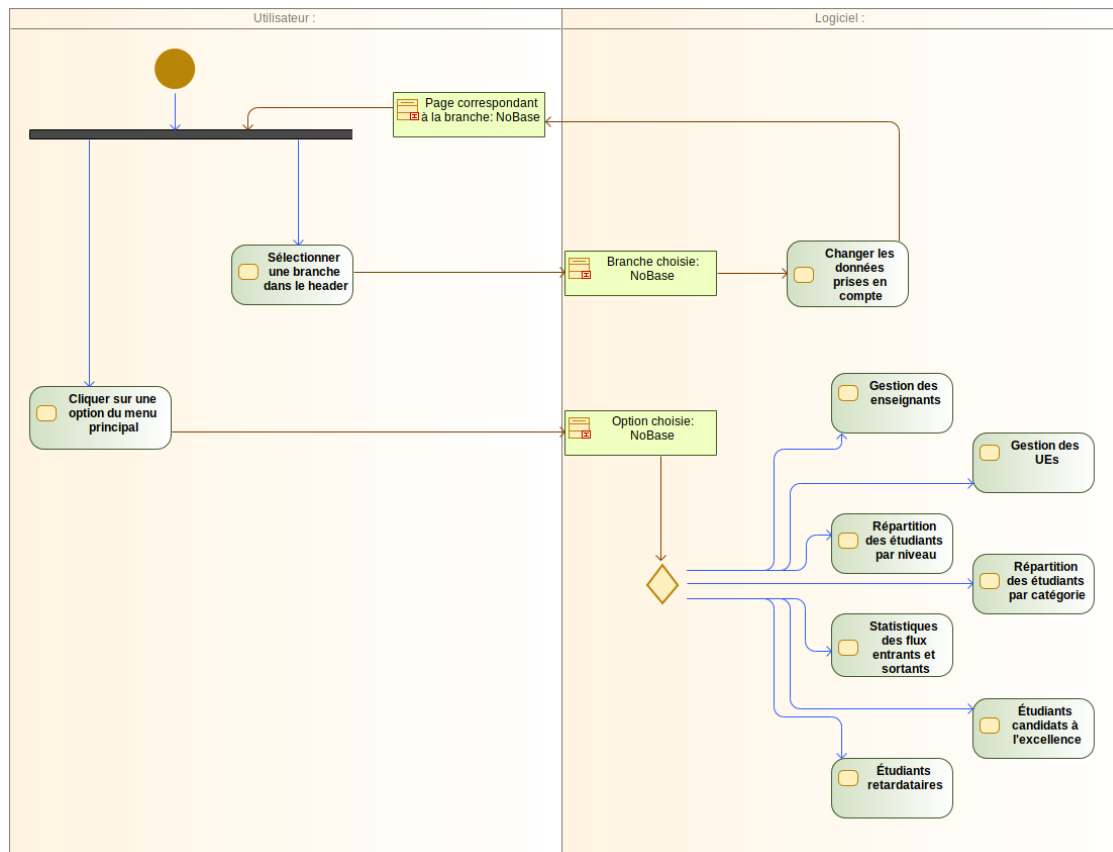 Utilisateur :
Logiciel :
Page correspondant
à la branche: NoBase
Sélectionner
une branche
dans le header
Branche choisie:
NoBase
Changer les
données
prises en
compte
Cliquer sur une
option du menu
principal
Option choisie:
NoBase
Gestion des
enseignants
Gestion des
UEs
Répartition
des étudiants
par niveau
Répartition
des étudiants
par catégorie
Statistiques
des flux
entrants et
sortants
Étudiants
candidats à
l'excellence
Étudiants
retardataires